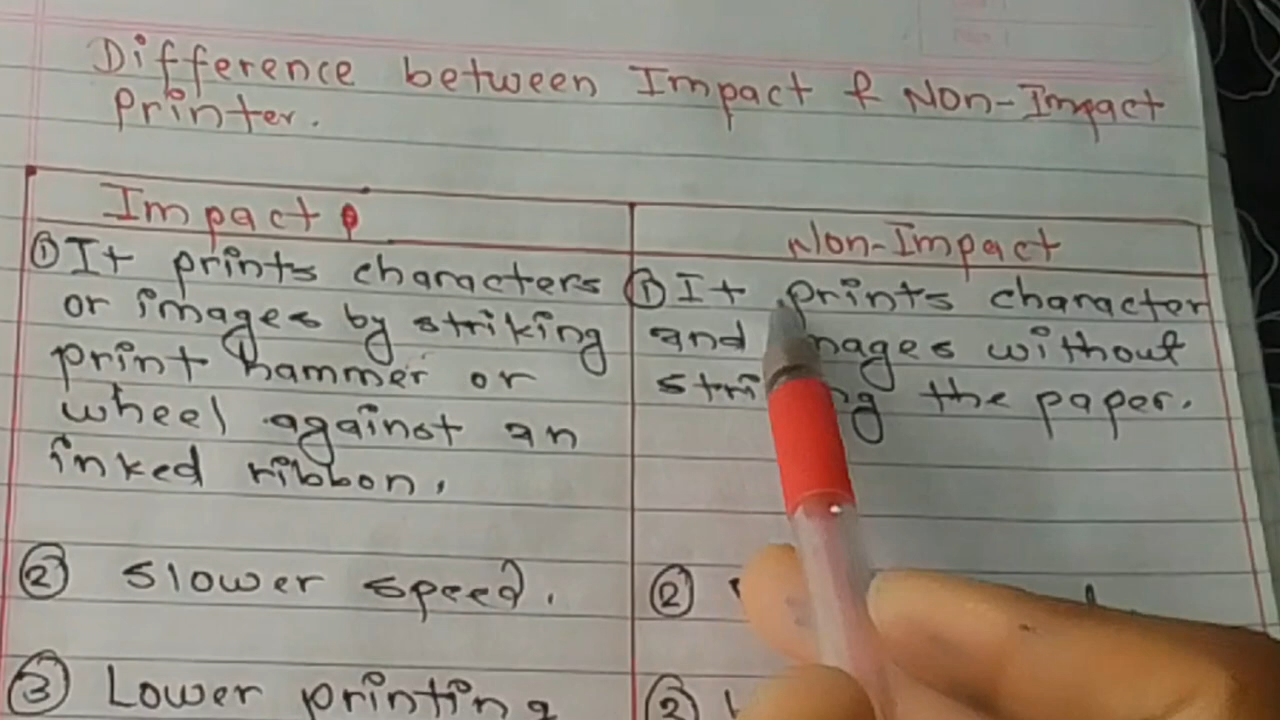 Difference between Impact & Non-Impact
Printer.
Impact
Non-Impact
① It prints characters
or images by striking
print hammer or
wheel against an
inked ribbon.
① It prints character
and images without
striking the paper.
② Slower speed.
②
③ Lower printing